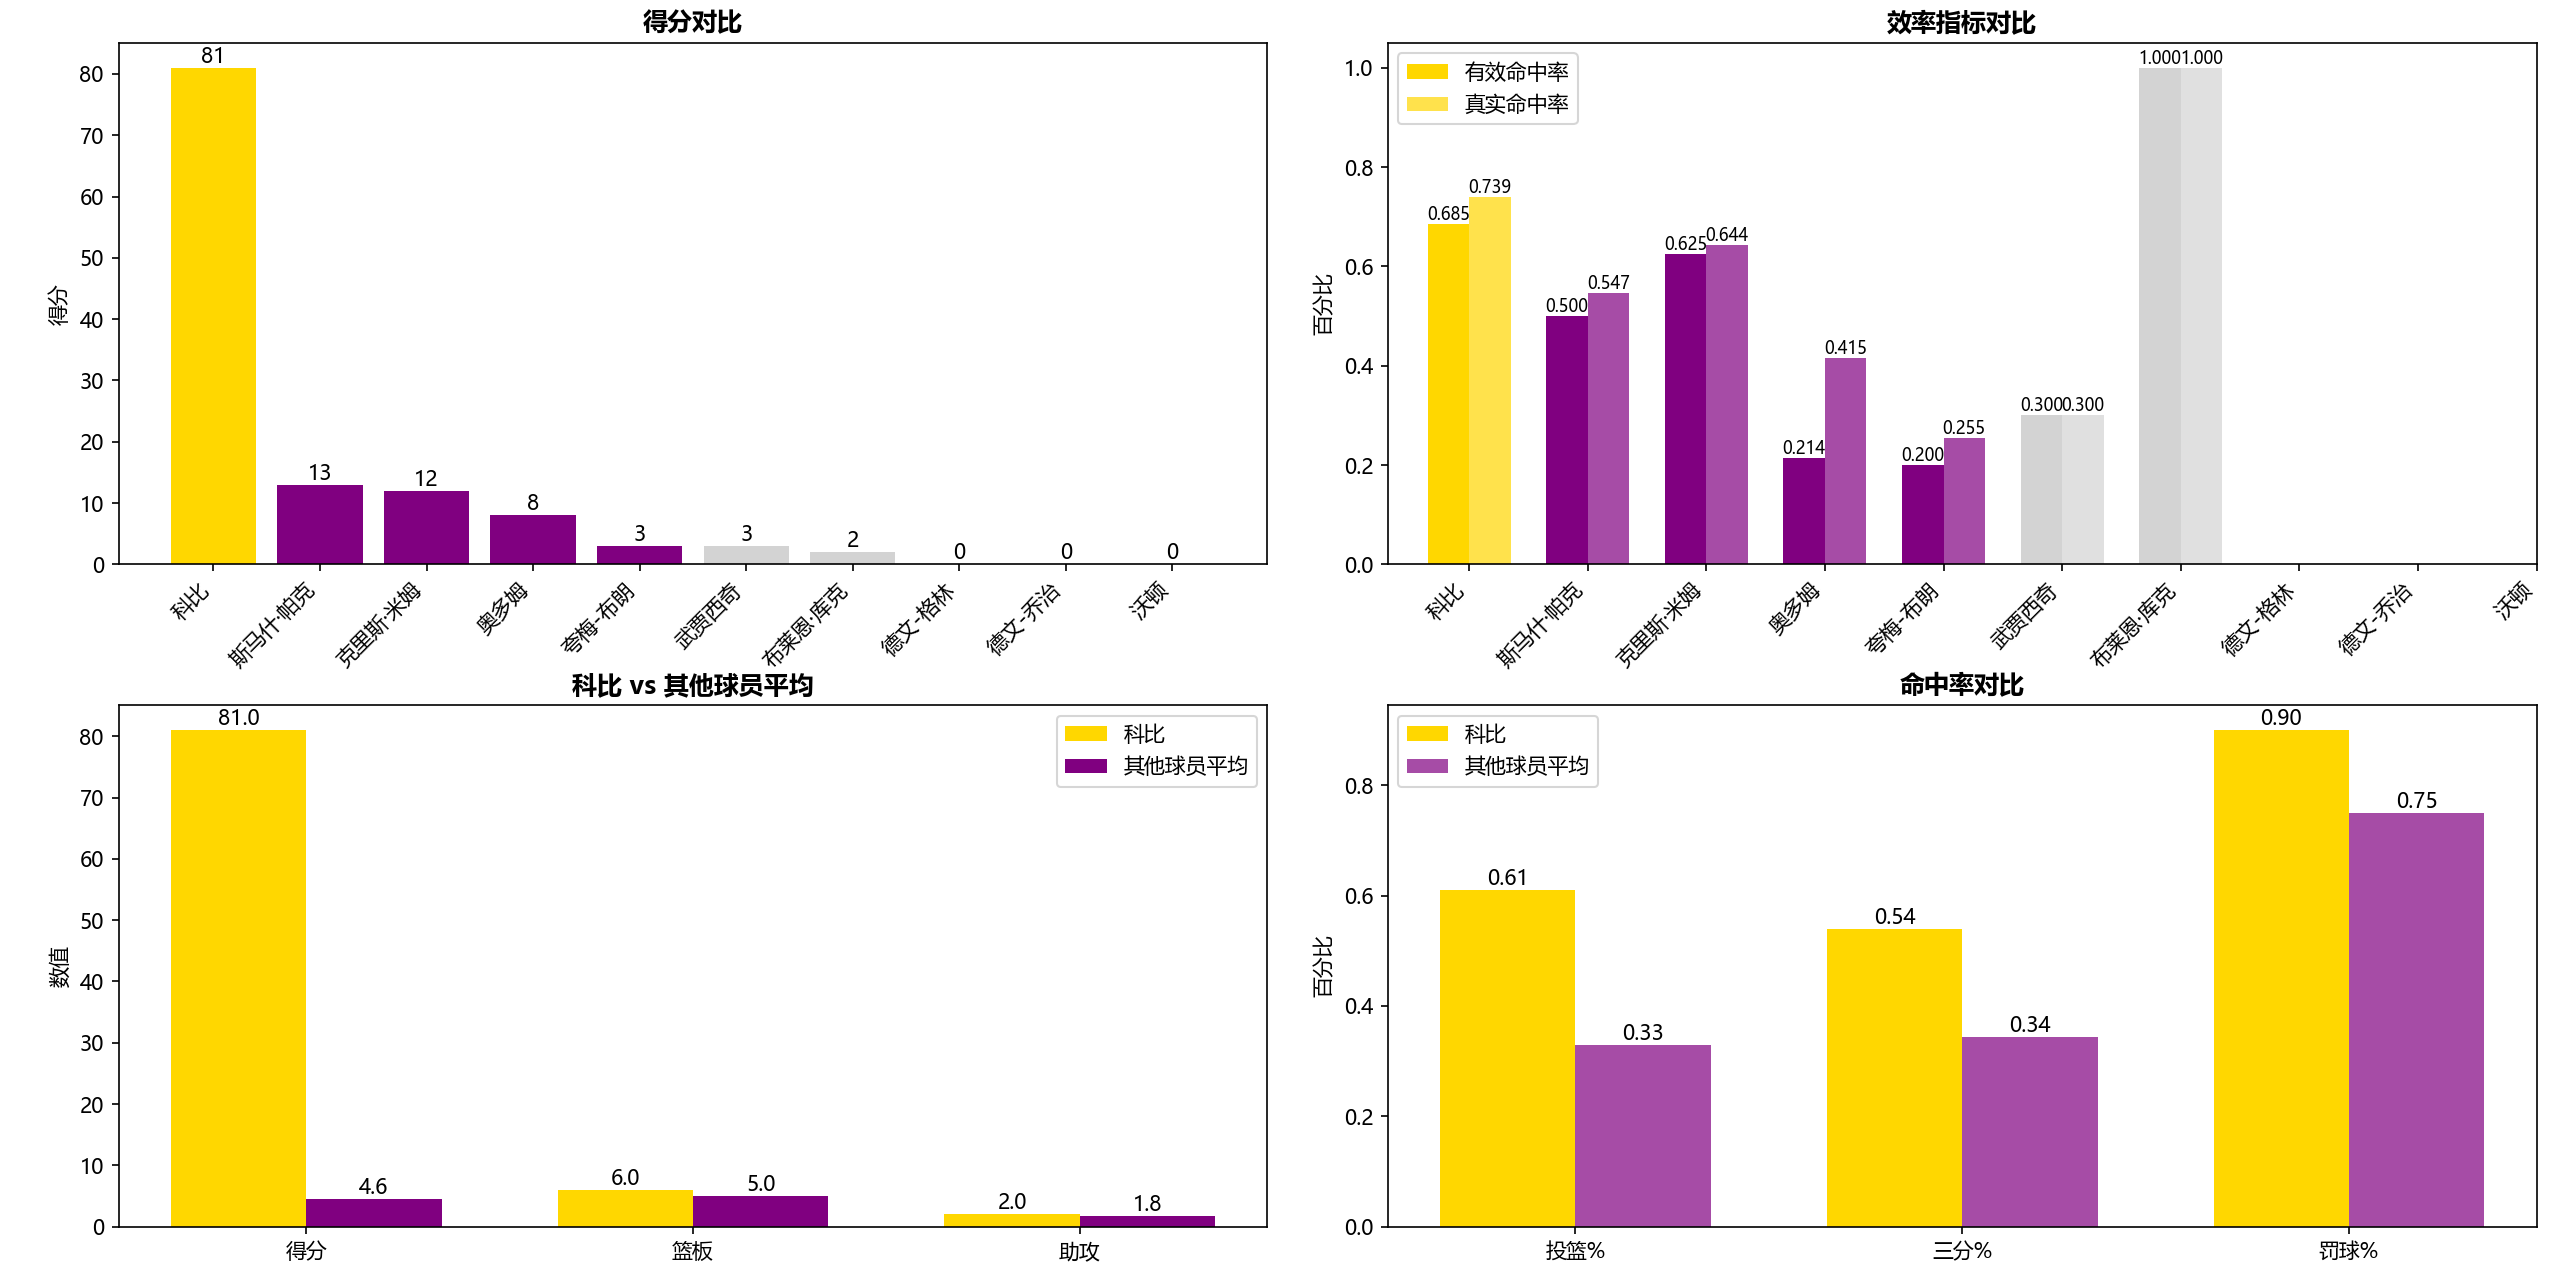 得分对比
得分
80
70
60
50
40
30
20
10
0
81
13
12
8
3
3
2
0
0
0
科比
斯马什·帕克
克里斯·米姆
奥多姆
夸梅-布朗
武贾西奇
布莱恩·库克
德文-格林
德文-乔治
沃顿
效率指标对比
有效命中率
真实命中率
百分比
1.0
0.8
0.6
0.4
0.2
0.0
0.685
0.739
0.500
0.547
0.625
0.644
0.214
0.415
0.200
0.255
0.300
0.300
1.000
1.000
科比
斯马什·帕克
克里斯·米姆
奥多姆
夸梅-布朗
武贾西奇
布莱恩·库克
德文-格林
德文-乔治
沃顿
科比 vs 其他球员平均
科比
其他球员平均
数值
80
70
60
50
40
30
20
10
0
81.0
4.6
6.0
5.0
2.0
1.8
得分
篮板
助攻
命中率对比
科比
其他球员平均
百分比
0.8
0.6
0.4
0.2
0.0
0.61
0.33
0.54
0.34
0.90
0.75
投篮%
三分%
罚球%